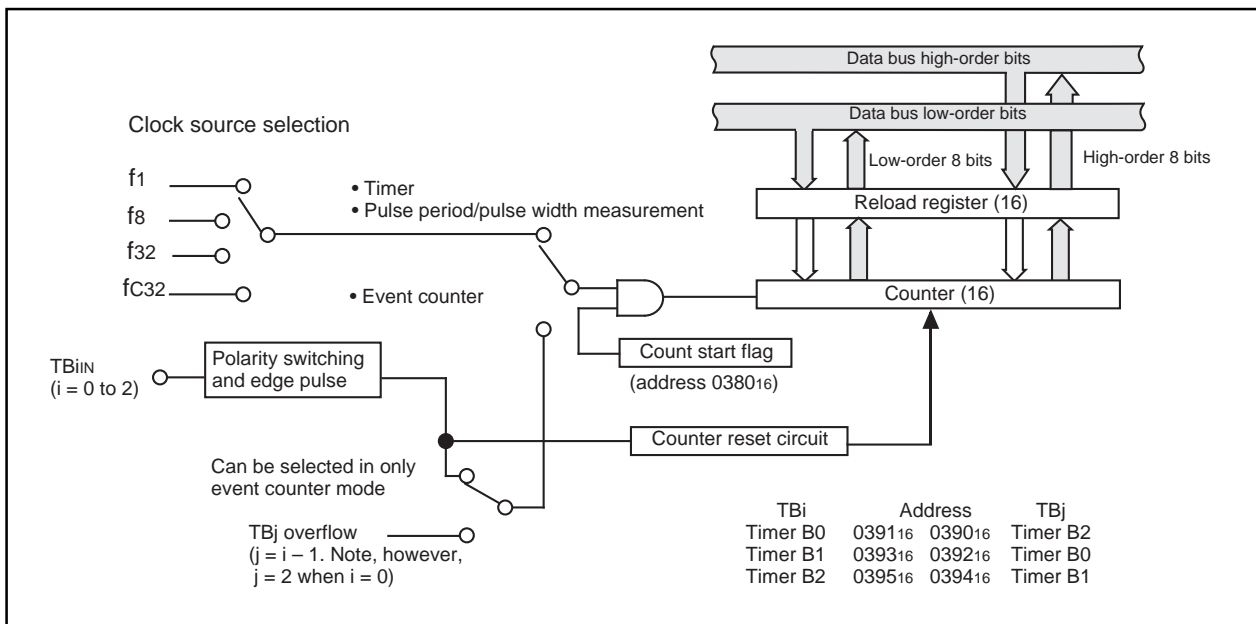 Data bus high-order bits
Data bus low-order bits
Clock source selection
Low-order 8 bits
High-order 8 bits
f1
• Timer
• Pulse period/pulse width measurement
Reload register (16)
f8
f32
fC32
• Event counter
Counter (16)
TBiIN
(i = 0 to 2)
Polarity switching
and edge pulse
Count start flag
(address 038016)
Counter reset circuit
Can be selected in only
event counter mode
TBj overflow
(j = i – 1. Note, however,
j = 2 when i = 0)
TBi Address TBj
Timer B0 039116 039016 Timer B2
Timer B1 039316 039216 Timer B0
Timer B2 039516 039416 Timer B1